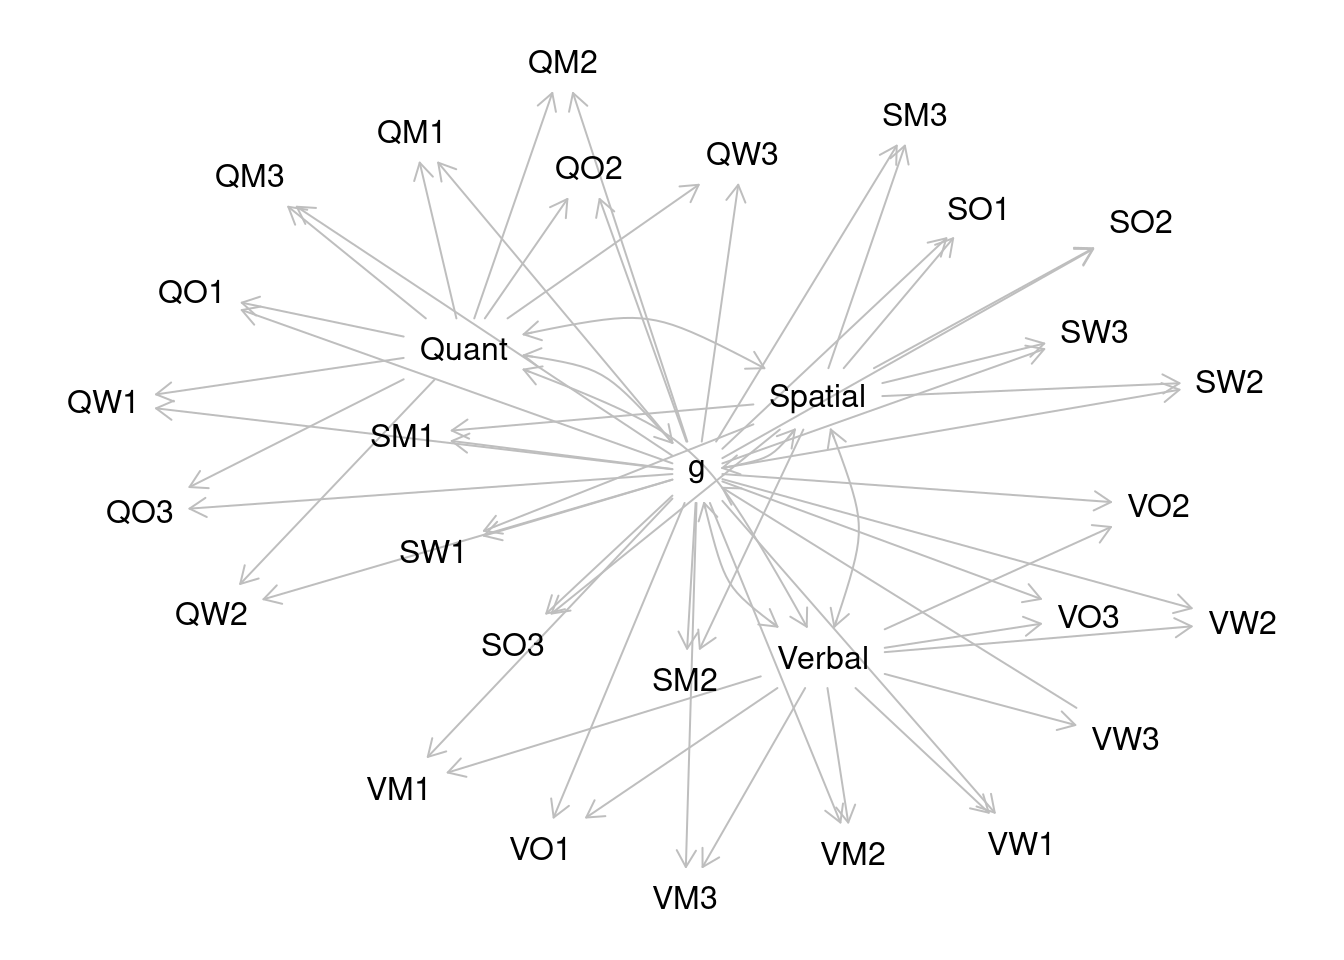 QM2
SM3
QM1
QW3
QO2
QM3
SO1
SO2
QO1
SW3
Quant
SW2
Spatial
QW1
SM1
g
VO2
QO3
SW1
QW2
VO3
VW2
SO3
Verbal
SM2
VW3
VM1
VW1
VO1
VM2
VM3